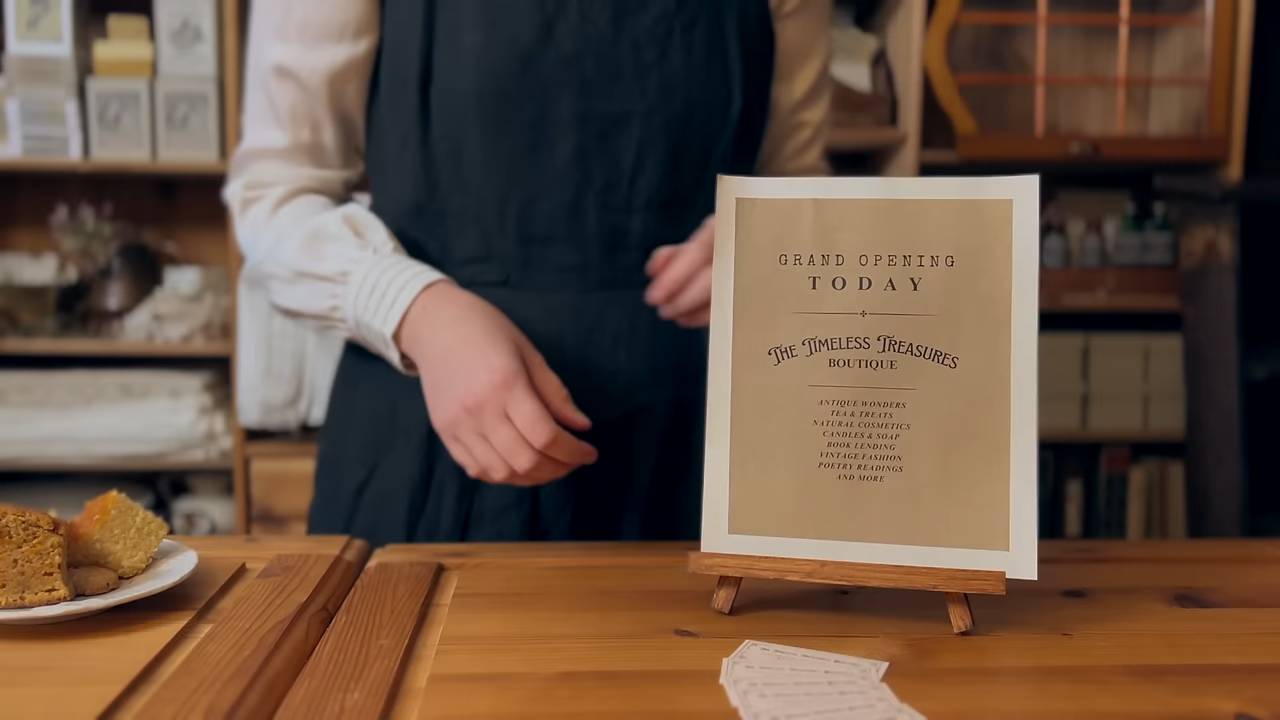 GRAND OPENING
TODAY
THE TIMELESS TREASURES
BOUTIQUE
ANTIQUE WONDERS
TEA & TREATS
NATURAL COSMETICS
CANDLES & SOAP
BOOK LENDING
VINTAGE FASHION
POETRY READINGS
AND MORE